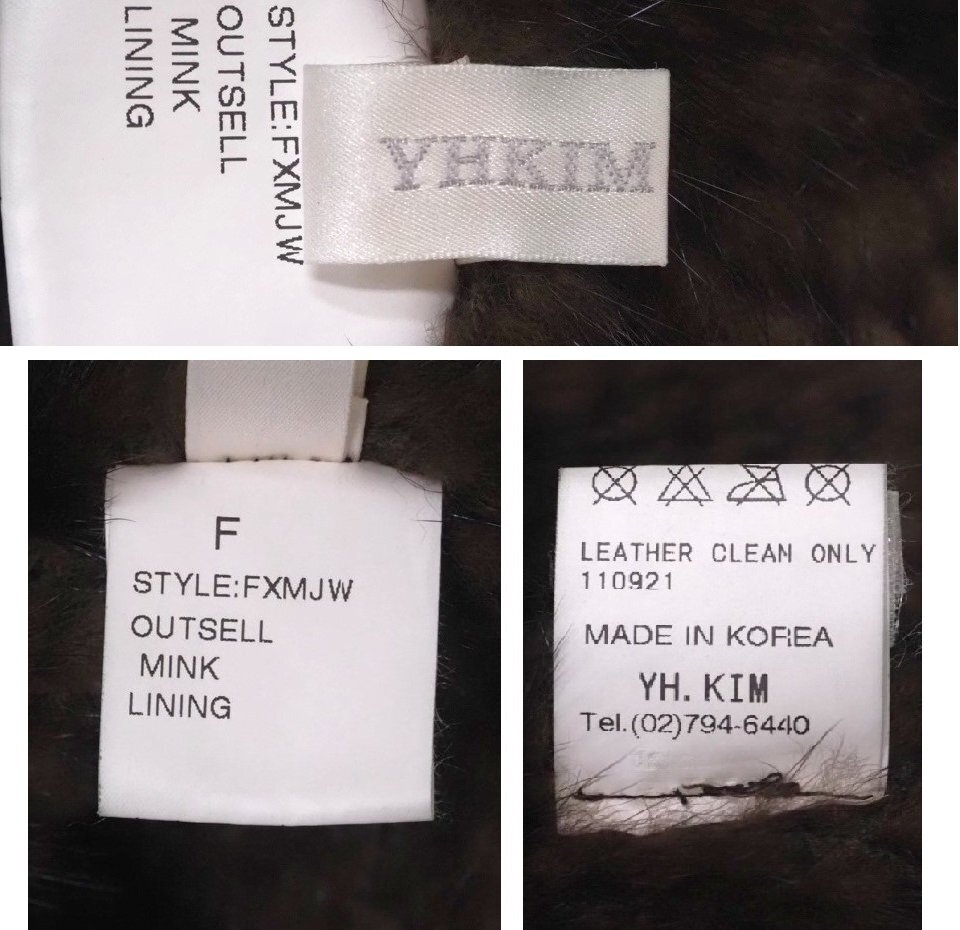 STYLE:FXMJW
OUTSELL
MINK
LINING
YHKIM
F
STYLE:FXMJW
OUTSELL
MINK
LINING
LEATHER CLEAN ONLY
110921
MADE IN KOREA
YH. KIM
Tel.(02)794-6440